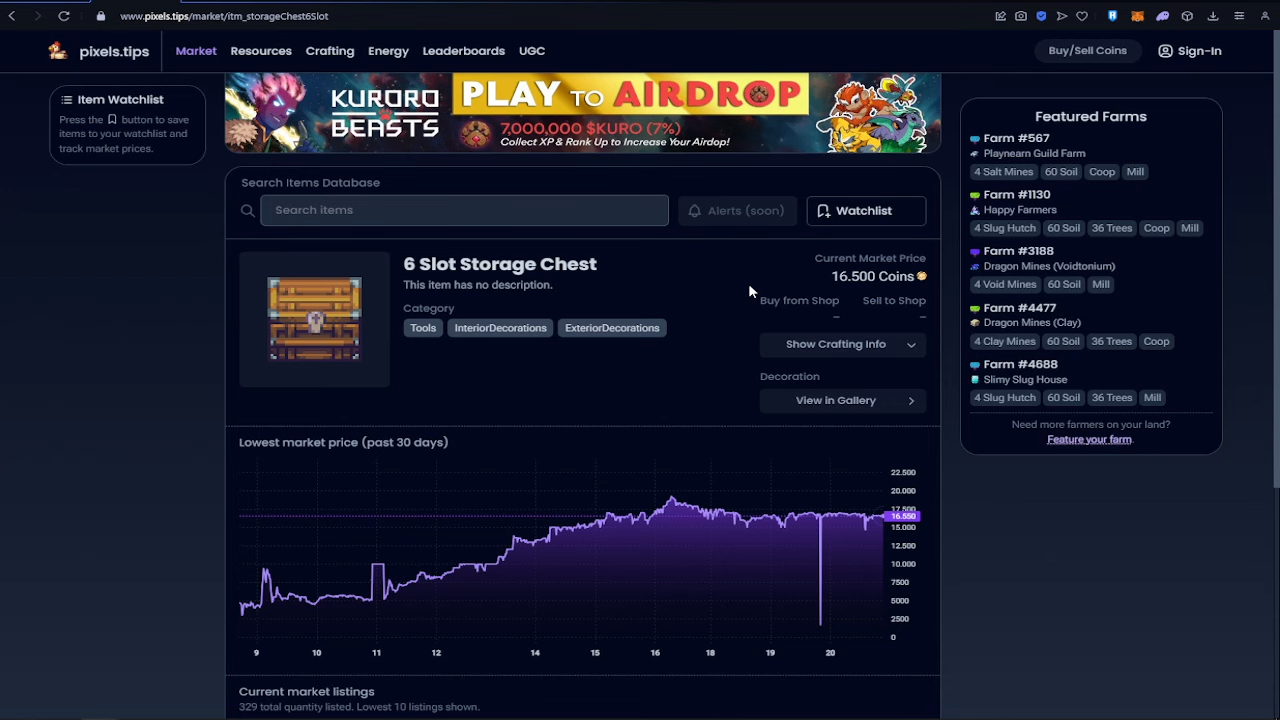 www.pixels.tips/market/itm_storageChest6Slot
pixels.tips
Market
Resources
Crafting
Energy
Leaderboards
UGC
Buy/Sell Coins
Sign-In
Item Watchlist
Press the button to save
items to your watchlist and
track market prices.
KURORO
BEASTS
PLAY TO AIRDROP
7,000,000 $KURO (7%)
Collect XP & Rank Up to Increase Your Airdop!
Search Items Database
Search items
Alerts (soon)
Watchlist
6 Slot Storage Chest
This item has no description.
Category
Tools
InteriorDecorations
ExteriorDecorations
Current Market Price
16.500 Coins
Buy from Shop
Sell to Shop
–
–
Show Crafting Info
Decoration
View in Gallery
Lowest market price (past 30 days)
22.500
20.000
17.500
16.550
15.000
12.500
10.000
7500
5000
2500
0
9
10
11
12
14
15
16
18
19
20
Current market listings
329 total quantity listed. Lowest 10 listings shown.
Featured Farms
Farm #567
Playnearn Guild Farm
4 Salt Mines
60 Soil
Coop
Mill
Farm #1130
Happy Farmers
4 Slug Hutch
60 Soil
36 Trees
Coop
Mill
Farm #3188
Dragon Mines (Voidtonium)
4 Void Mines
60 Soil
Mill
Farm #4477
Dragon Mines (Clay)
4 Clay Mines
60 Soil
36 Trees
Coop
Farm #4688
Slimy Slug House
4 Slug Hutch
60 Soil
36 Trees
Mill
Need more farmers on your land?
Feature your farm.